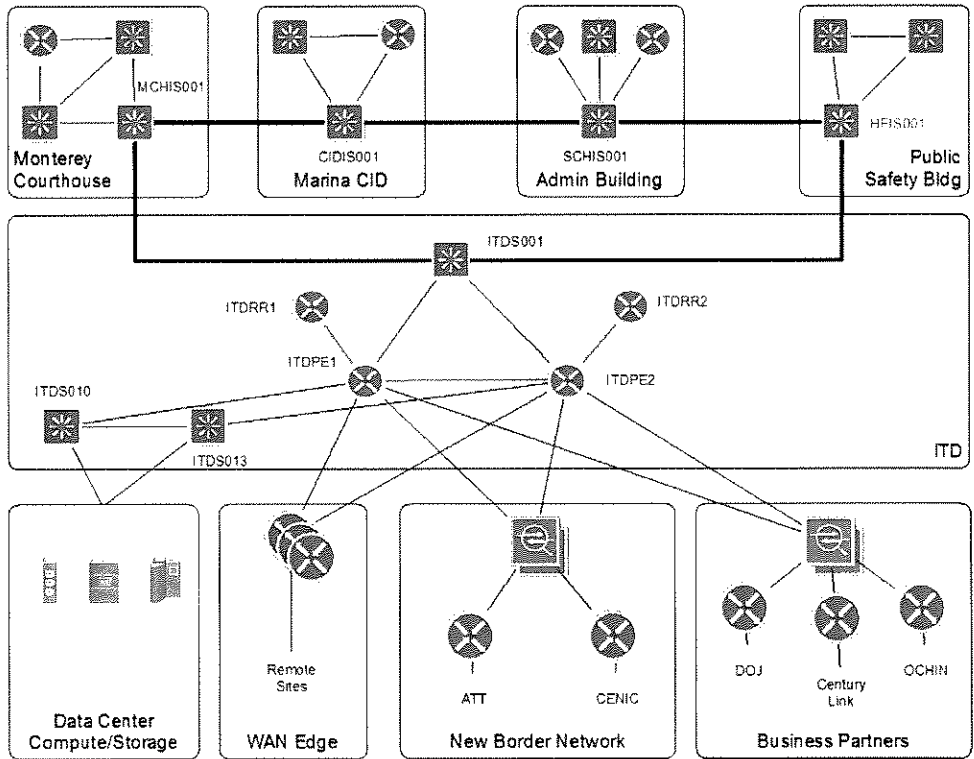 MCHIS001
Monterey
Courthouse
CIDIS001
Marina CID
SCHIS001
Admin Building
HFIS001
Public
Safety Bldg
ITDS001
ITDRR1
ITDRR2
ITDPE1
ITDPE2
ITDS010
ITDS013
ITD
Data Center
Compute/Storage
Remote
Sites
WAN Edge
ATT
CENIC
New Border Network
DOJ
Century
Link
OCHIN
Business Partners